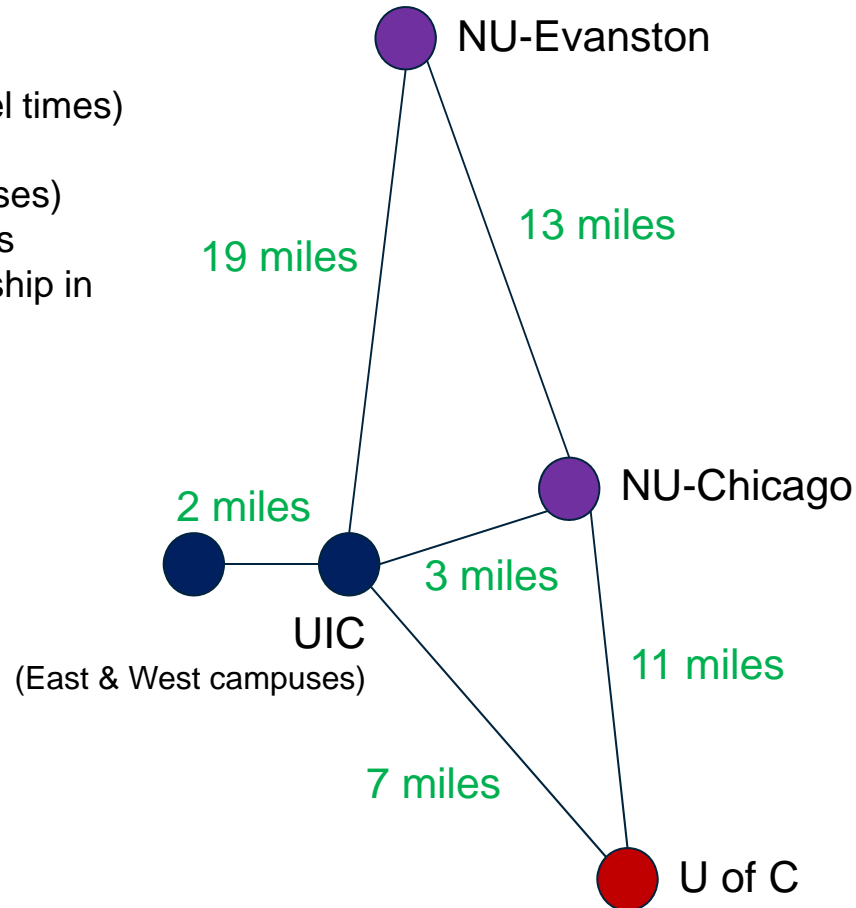 NU-Evanston
el times)
ses)
s
ship in
13 miles
19 miles
NU-Chicago
2 miles
3 miles
UIC
(East & West campuses)
11 miles
7 miles
U of C